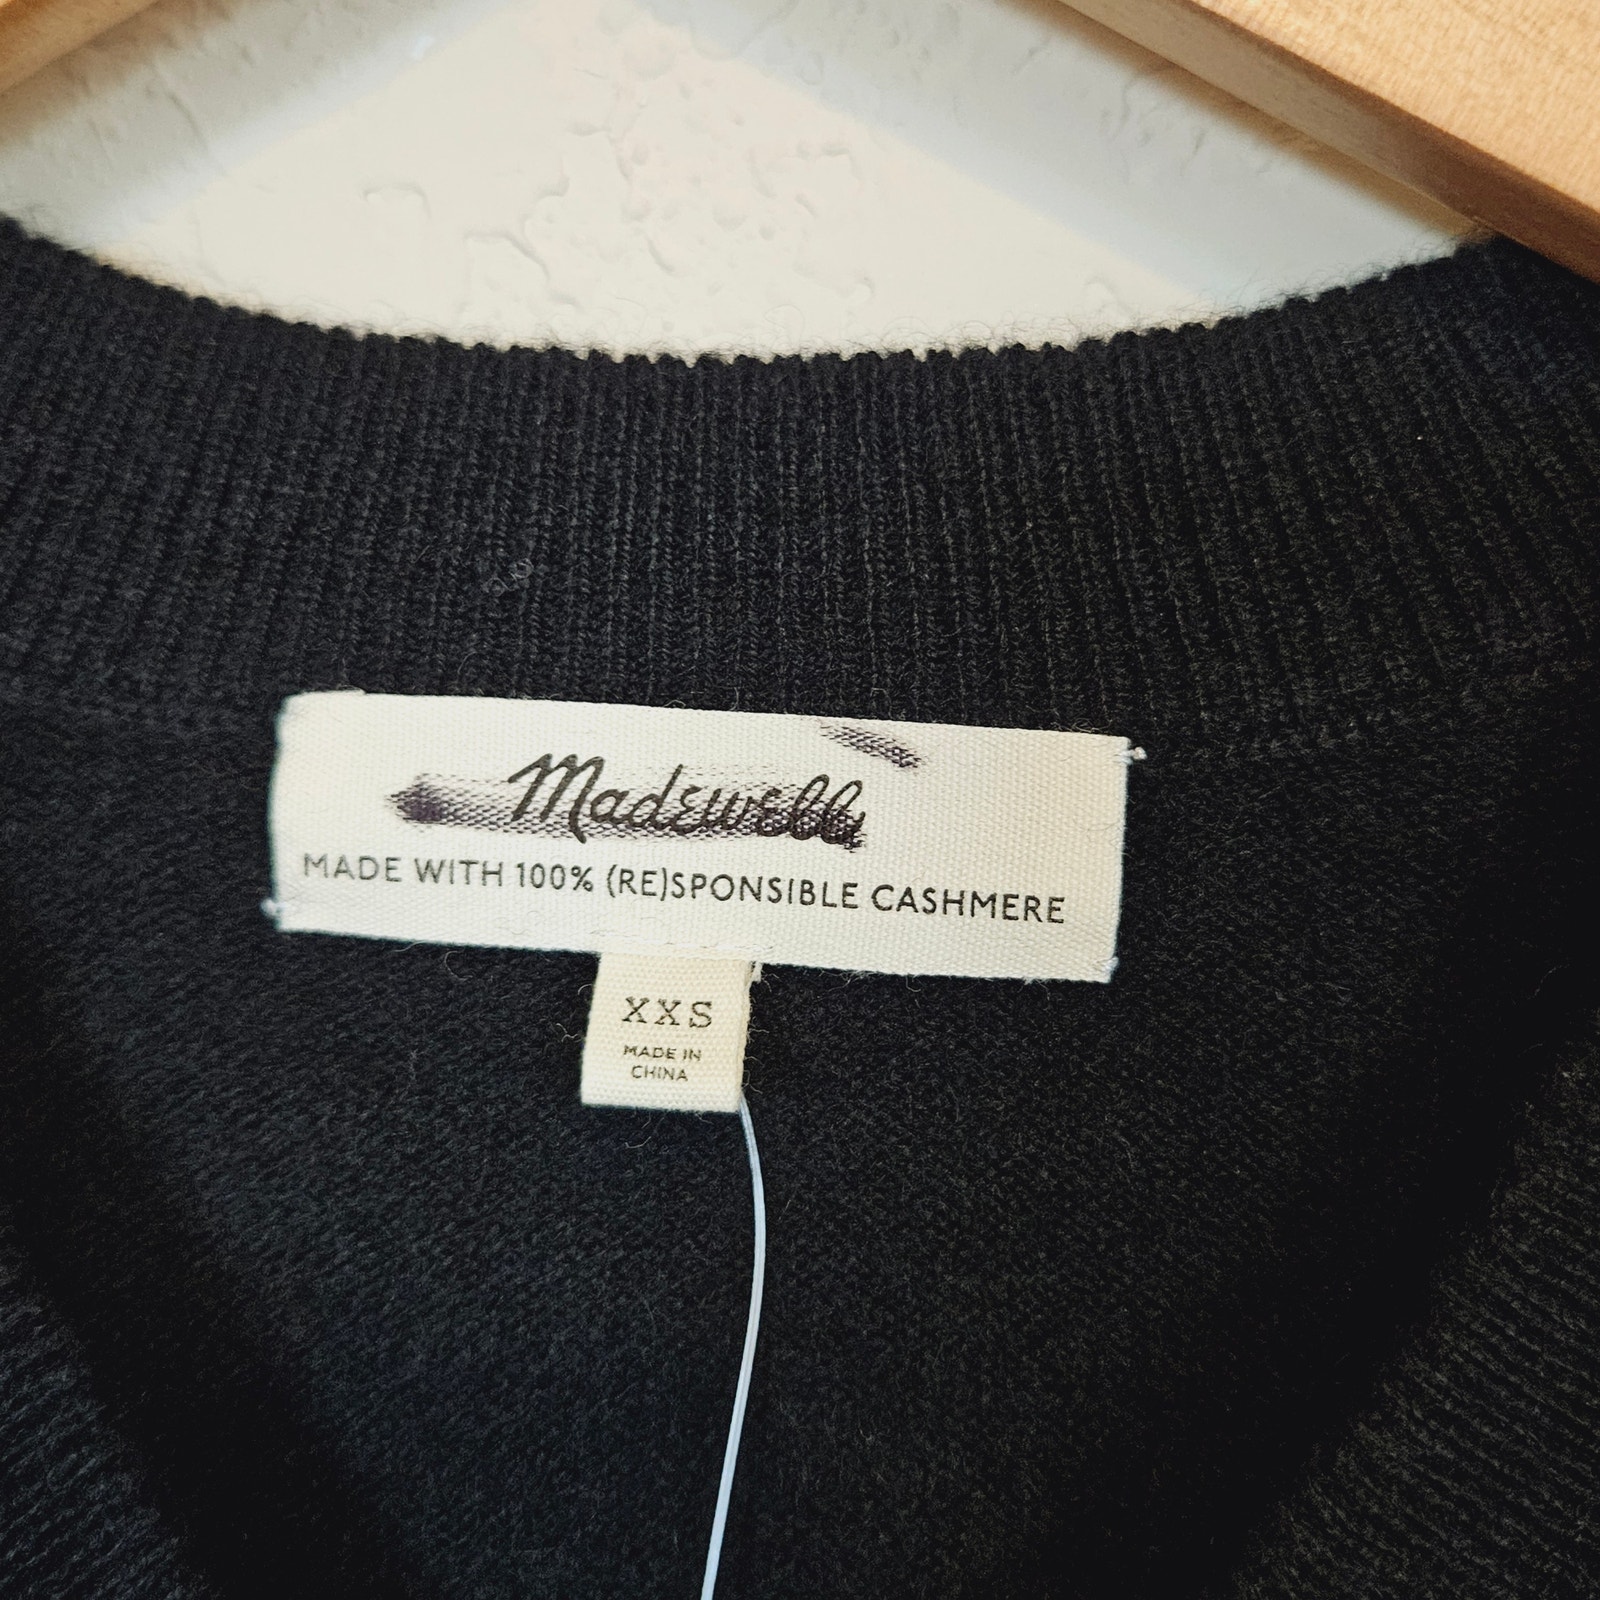 Madewell
MADE WITH 100% (RE)SPONSIBLE CASHMERE
XXS
MADE IN
CHINA